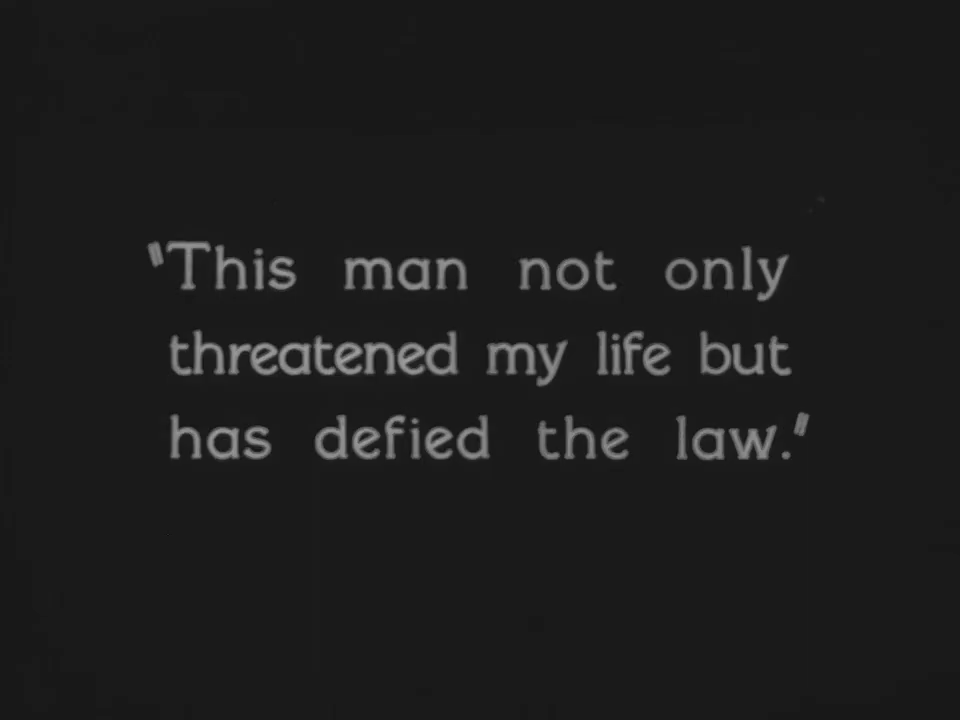 "This man not only
threatened my life but
has defied the law."